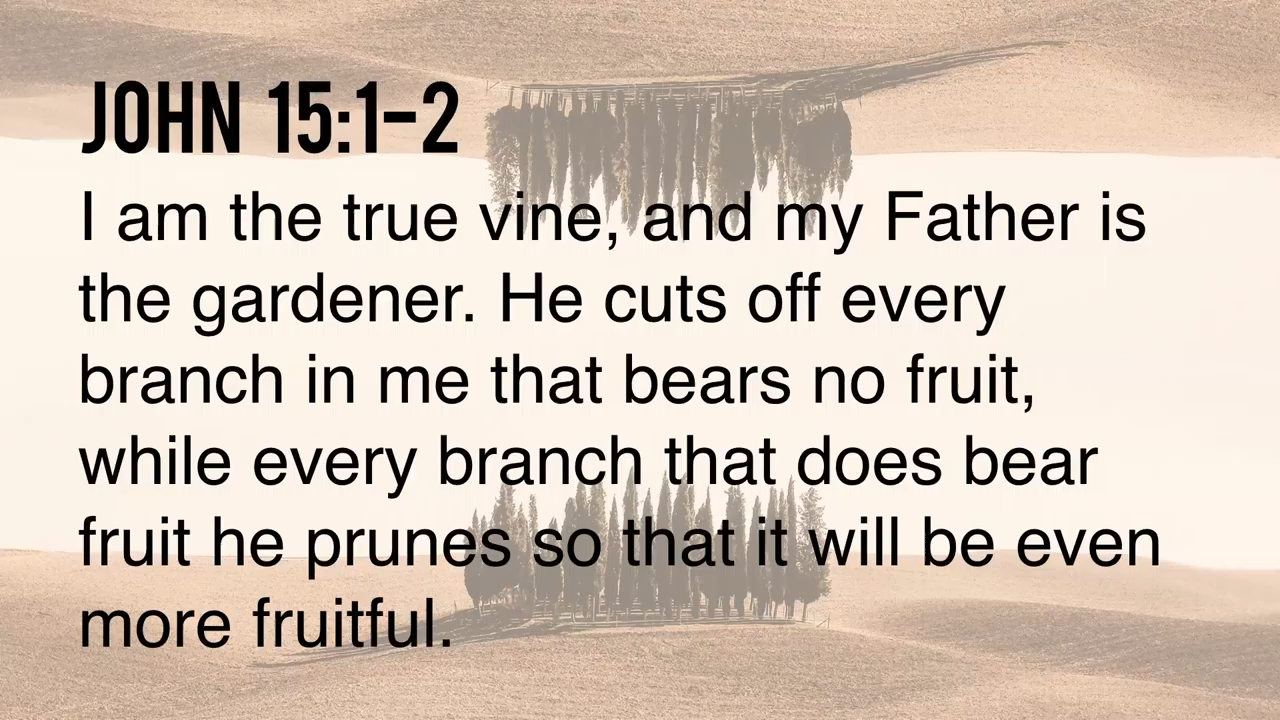 JOHN 15:1–2
I am the true vine, and my Father is
the gardener. He cuts off every
branch in me that bears no fruit,
while every branch that does bear
fruit he prunes so that it will be even
more fruitful.